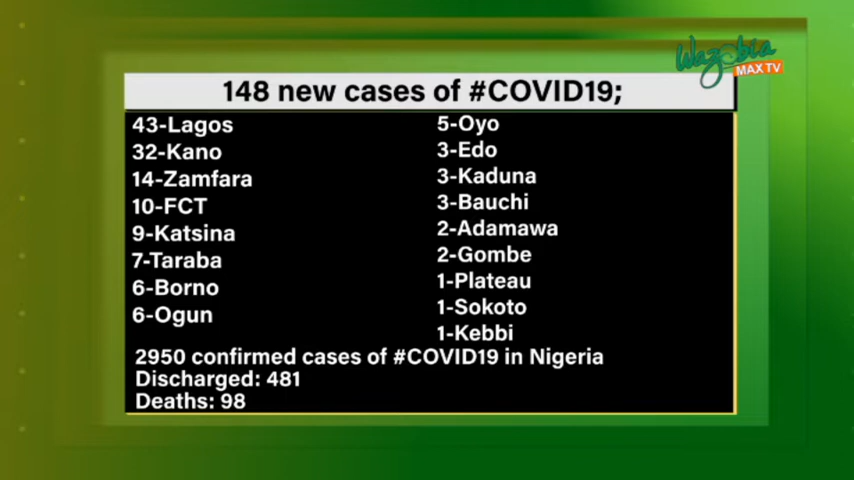 Wazobia
MAX TV
148 new cases of #COVID19;
43-Lagos
32-Kano
14-Zamfara
10-FCT
9-Katsina
7-Taraba
6-Borno
6-Ogun
5-Oyo
3-Edo
3-Kaduna
3-Bauchi
2-Adamawa
2-Gombe
1-Plateau
1-Sokoto
1-Kebbi
2950 confirmed cases of #COVID19 in Nigeria
Discharged: 481
Deaths: 98